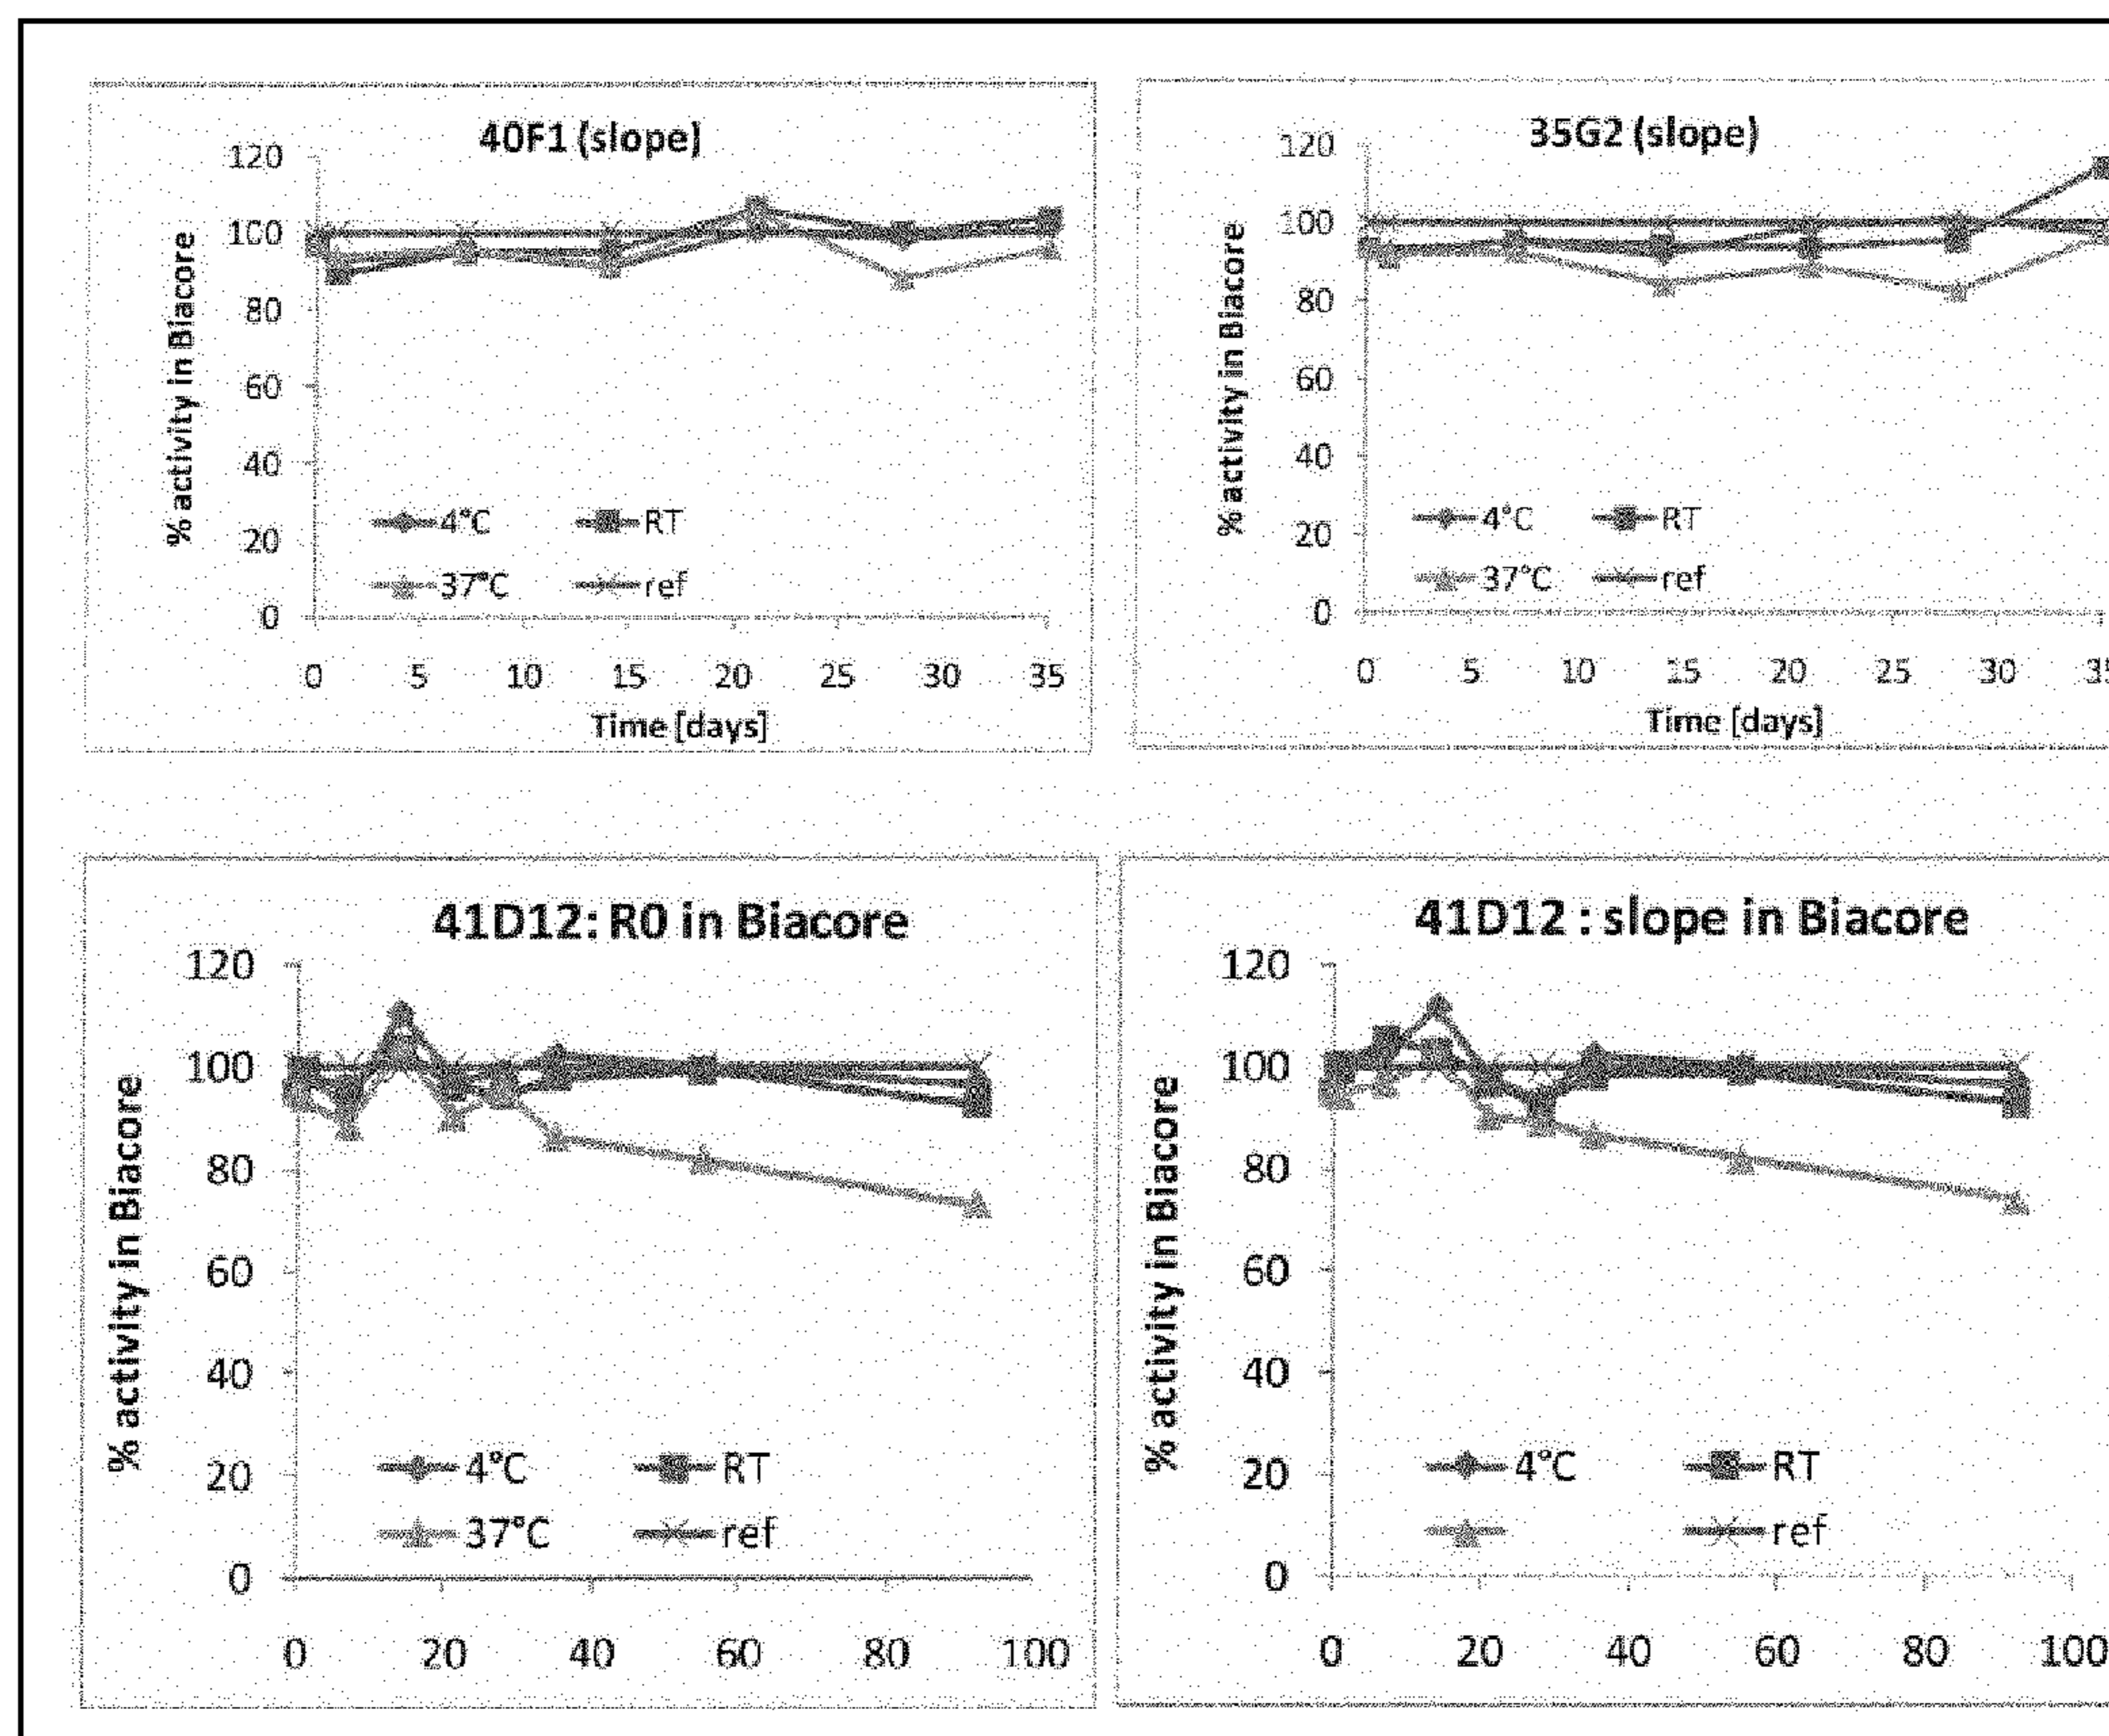 40F1 (slope)
120
100
80
60
40
20
0
% activity in Biacore
4°C RT
37°C ref
0 5 10 15 20 25 30 35
Time [days]
35G2 (slope)
120
100
80
60
40
20
0
% activity in Biacore
4°C RT
37°C ref
0 5 10 15 20 25 30 35
Time [days]
41D12: R0 in Biacore
120
100
80
60
40
20
0
% activity in Biacore
4°C RT
37°C ref
0 20 40 60 80 100
41D12 : slope in Biacore
120
100
80
60
40
20
0
% activity in Biacore
4°C RT
ref
0 20 40 60 80 100